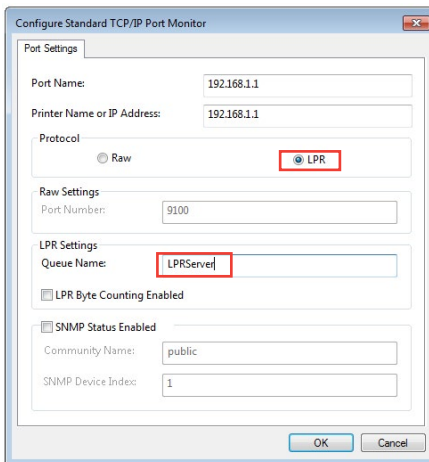 Configure Standard TCP/IP Port Monitor
Port Settings
Port Name: 192.168.1.1
Printer Name or IP Address: 192.168.1.1
Protocol
Raw LPR
Raw Settings
Port Number: 9100
LPR Settings
Queue Name: LPRServer
LPR Byte Counting Enabled
SNMP Status Enabled
Community Name: public
SNMP Device Index: 1
OK Cancel